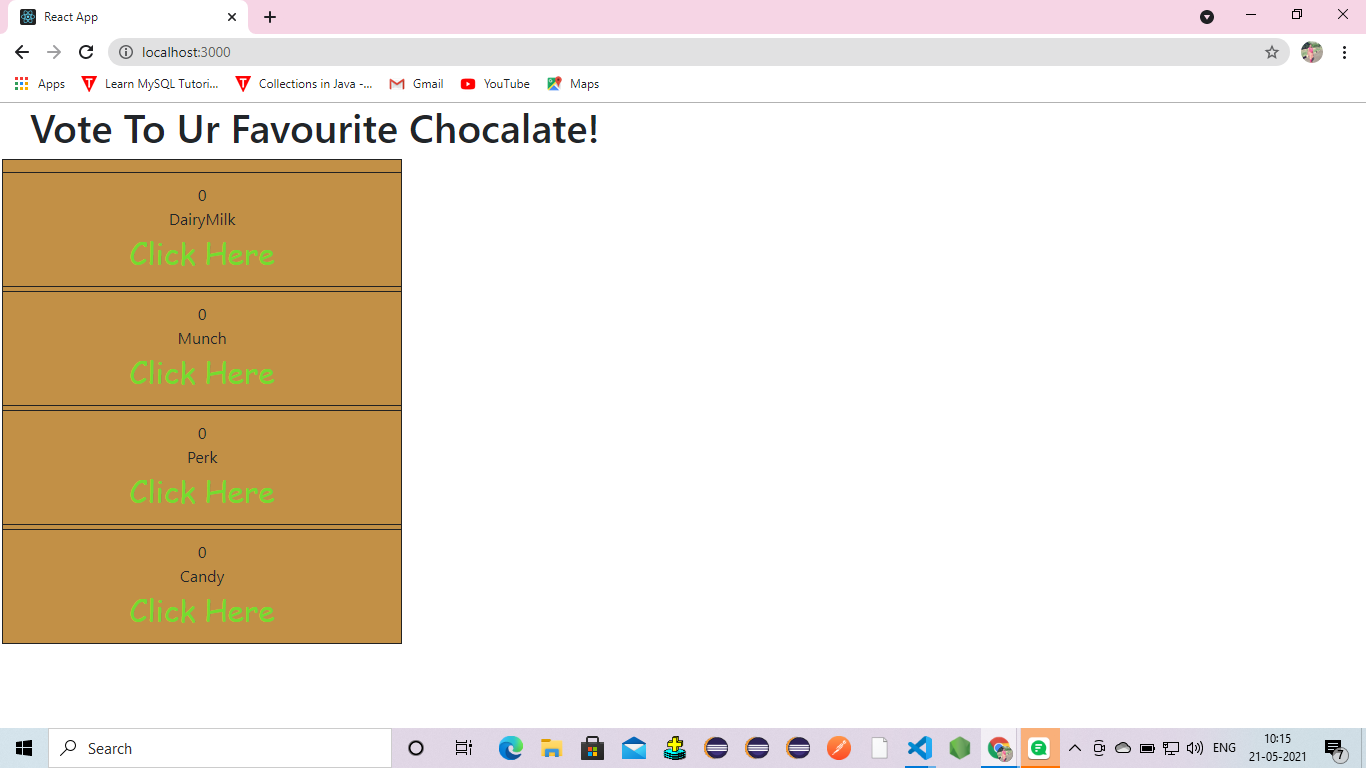 React App
localhost:3000
Apps Learn MySQL Tutori... Collections in Java -... Gmail YouTube Maps
Vote To Ur Favourite Chocalate!
0
DairyMilk
Click Here
0
Munch
Click Here
0
Perk
Click Here
0
Candy
Click Here
Search
ENG
10:15
21-05-2021
7